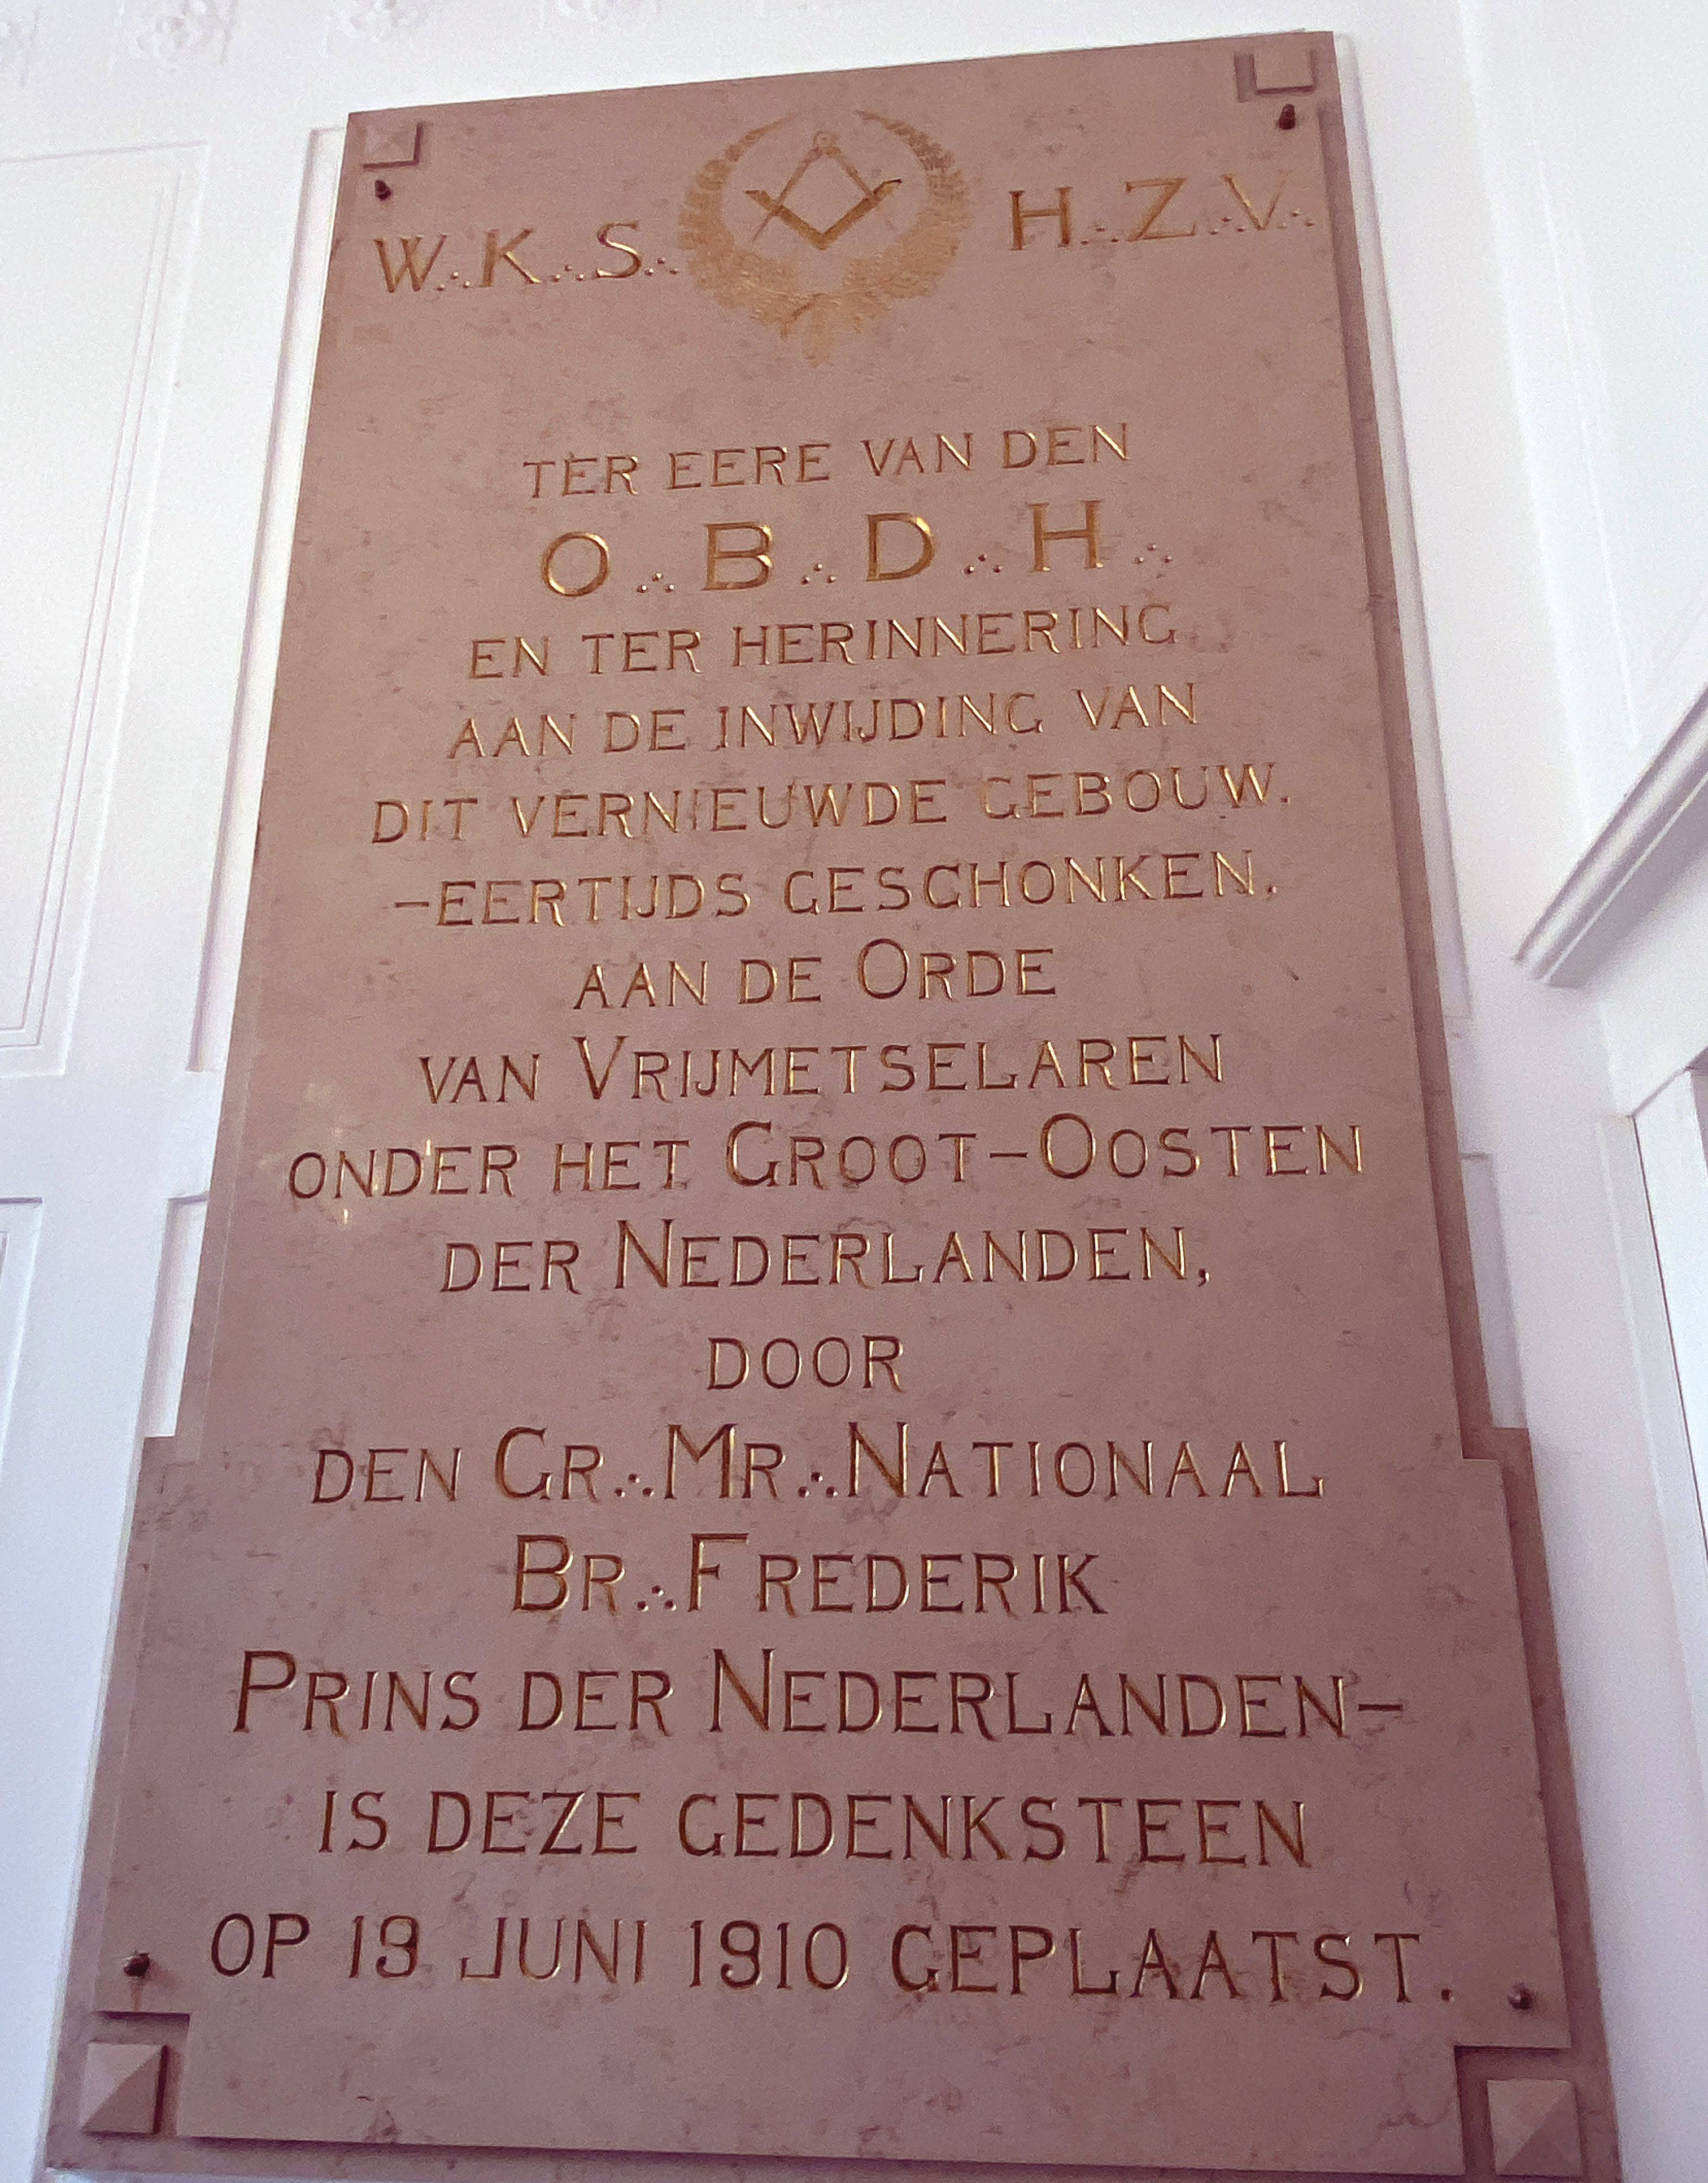 W∴K∴S∴ H∴Z∴V∴
TER EERE VAN DEN
O∴B∴D∴H∴
EN TER HERINNERING
AAN DE INWIJDING VAN
DIT VERNIEUWDE GEBOUW.
–EERTIJDS GESCHONKEN,
AAN DE ORDE
VAN VRIJMETSELAREN
ONDER HET GROOT–OOSTEN
DER NEDERLANDEN,
DOOR
DEN GR∴MR∴NATIONAAL
BR∴FREDERIK
PRINS DER NEDERLANDEN–
IS DEZE GEDENKSTEEN
OP 19 JUNI 1910 GEPLAATST.